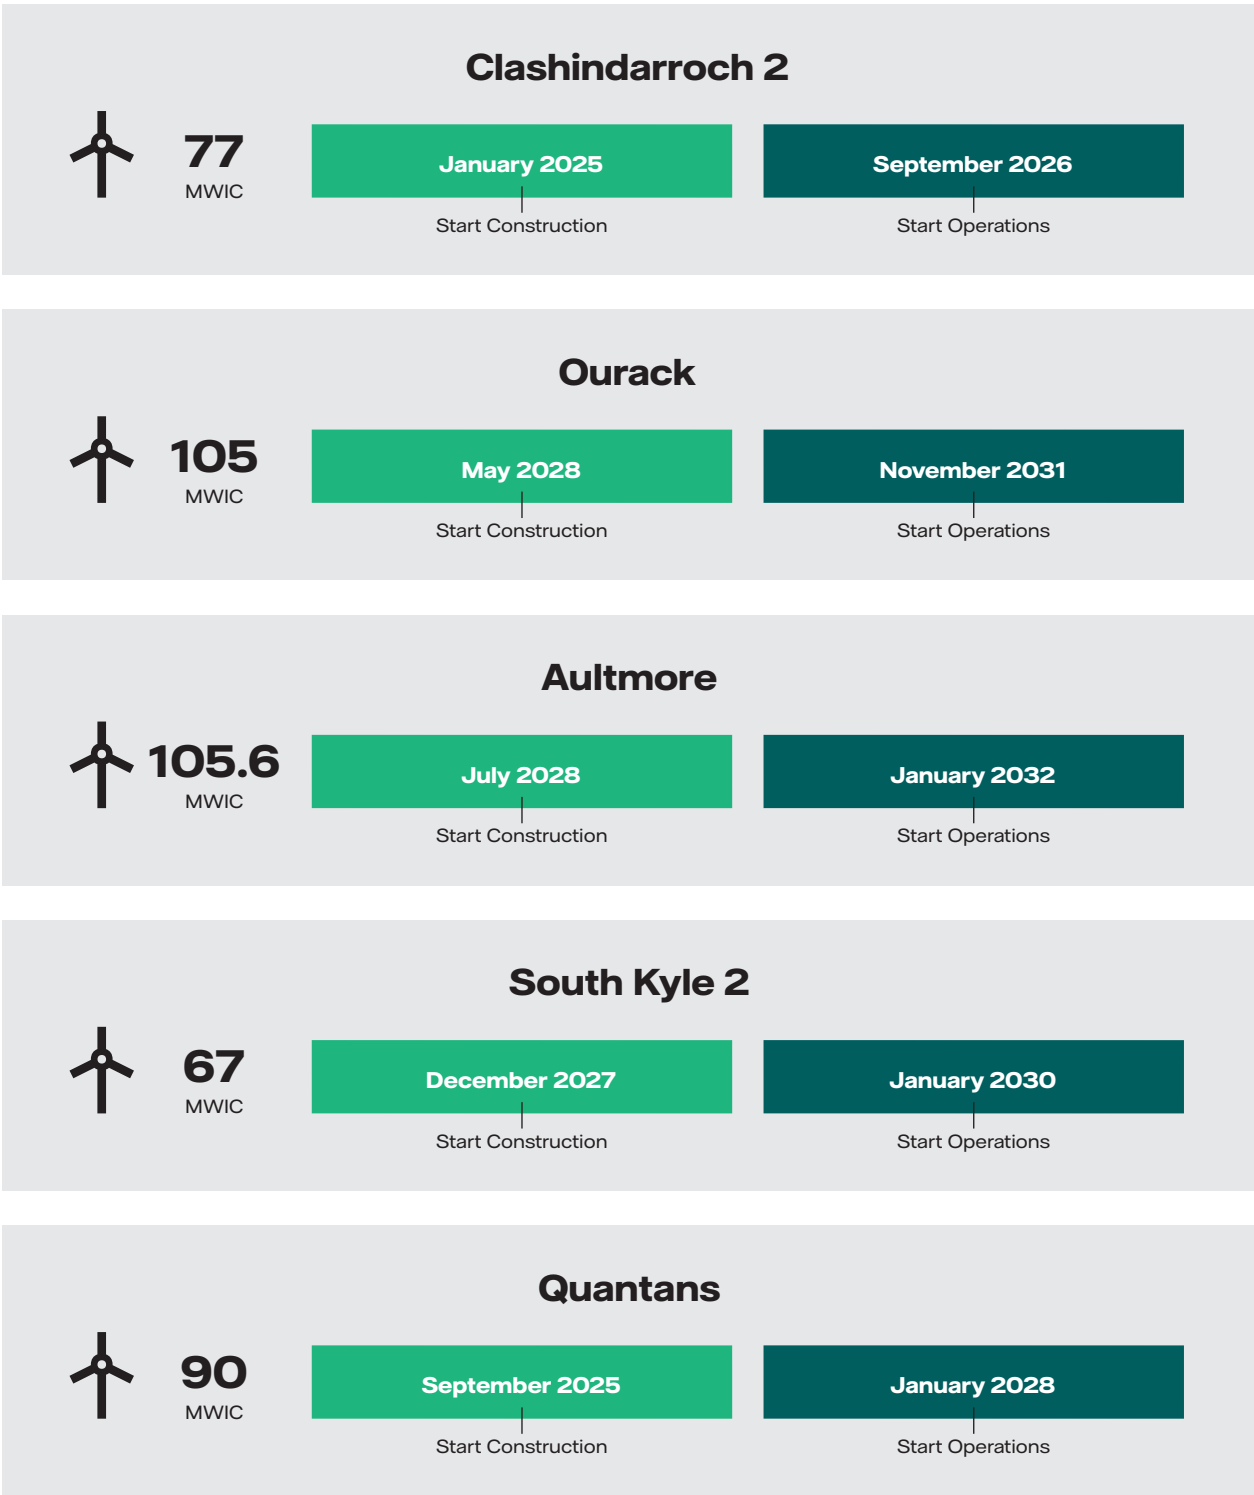 Clashindarroch 2
77
MWIC
January 2025
September 2026
Start Construction
Start Operations
Ourack
105
MWIC
May 2028
November 2031
Start Construction
Start Operations
Aultmore
105.6
MWIC
July 2028
January 2032
Start Construction
Start Operations
South Kyle 2
67
MWIC
December 2027
January 2030
Start Construction
Start Operations
Quantans
90
MWIC
September 2025
January 2028
Start Construction
Start Operations